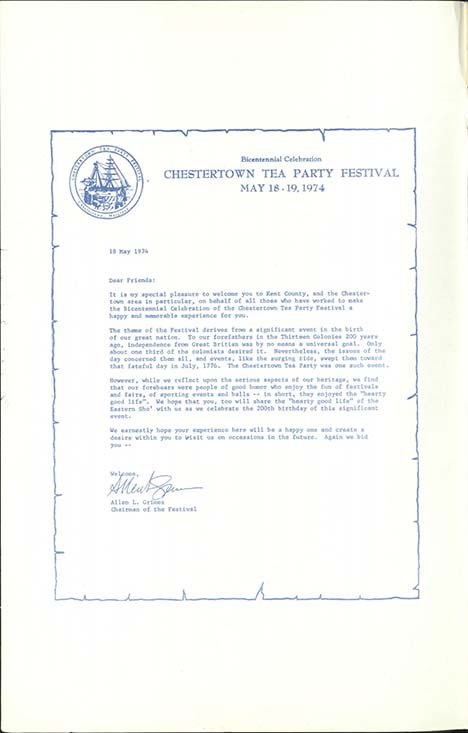 CHESTERTOWN TEA PARTY FESTIVAL
Chestertown, Maryland
Bicentennial Celebration
CHESTERTOWN TEA PARTY FESTIVAL
MAY 18-19, 1974
18 May 1974
Dear Friends:
It is my special pleasure to welcome you to Kent County, and the Chester-
town area in particular, on behalf of all those who have worked to make
the Bicentennial Celebration of the Chestertown Tea Party Festival a
happy and memorable experience for you.
The theme of the Festival derives from a significant event in the birth
of our great nation. To our forefathers in the Thirteen Colonies 200 years
ago, independence from Great Britian was by no means a universal goal. Only
about one third of the colonists desired it. Nevertheless, the issues of the
day concerned them all, and events, like the surging tide, swept them toward
that fateful day in July, 1776. The Chestertown Tea Party was one such event.
However, while we reflect upon the serious aspects of our heritage, we find
that our forebears were people of good humor who enjoy the fun of festivals
and fairs, of sporting events and balls -- in short, they enjoyed the "hearty
good life". We hope that you, too will share the "hearty good life" of the
Eastern Sho' with us as we celebrate the 200th birthday of this significant
event.
We earnestly hope your experience here will be a happy one and create a
desire within you to visit us on occasions in the future. Again we bid
you --
Welcome,
Allen L. Grimes
Chairman of the Festival